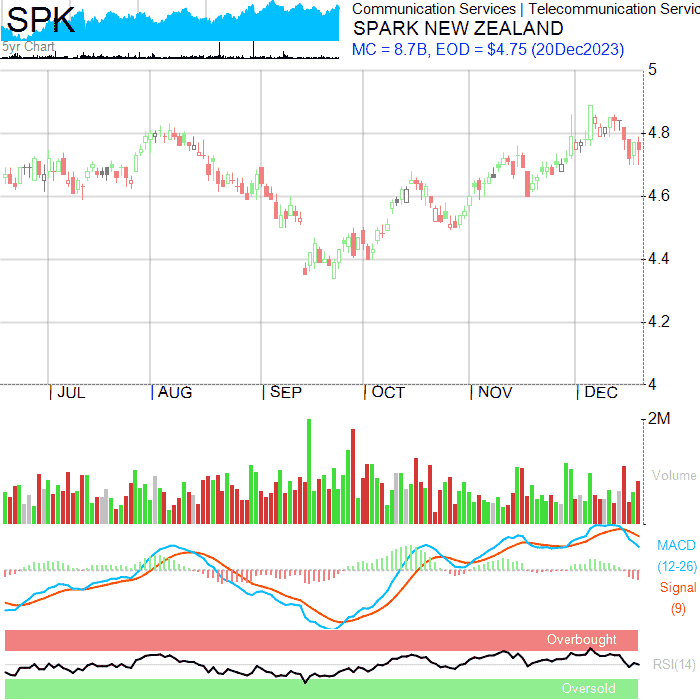 SPK
5yr Chart
Communication Services | Telecommunication Servic
SPARK NEW ZEALAND
MC = 8.7B, EOD = $4.75 (20Dec2023)
5
4.8
4.6
4.4
4.2
4
JUL
AUG
SEP
OCT
NOV
DEC
2M
Volume
MACD
(12-26)
Signal
(9)
Overbought
RSI(14)
Oversold